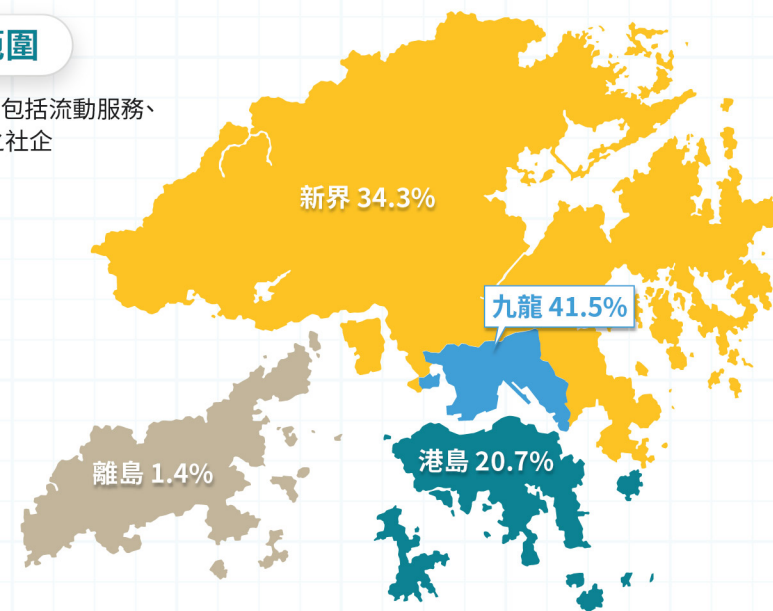 圍
包括流動服務、
社企
新界 34.3%
九龍 41.5%
港島 20.7%
離島 1.4%